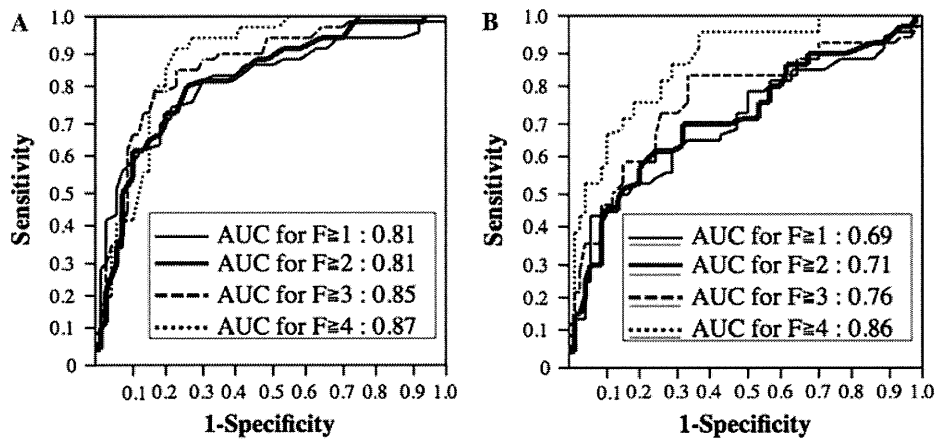 A
Sensitivity
1.0
0.9
0.8
0.7
0.6
0.5
0.4
0.3
0.2
0.1
0
AUC for F≧1 : 0.81
AUC for F≧2 : 0.81
AUC for F≧3 : 0.85
AUC for F≧4 : 0.87
0.1 0.2 0.3 0.4 0.5 0.6 0.7 0.8 0.9 1.0
1-Specificity
B
Sensitivity
1.0
0.9
0.8
0.7
0.6
0.5
0.4
0.3
0.2
0.1
0
AUC for F≧1 : 0.69
AUC for F≧2 : 0.71
AUC for F≧3 : 0.76
AUC for F≧4 : 0.86
0.1 0.2 0.3 0.4 0.5 0.6 0.7 0.8 0.9 1.0
1-Specificity